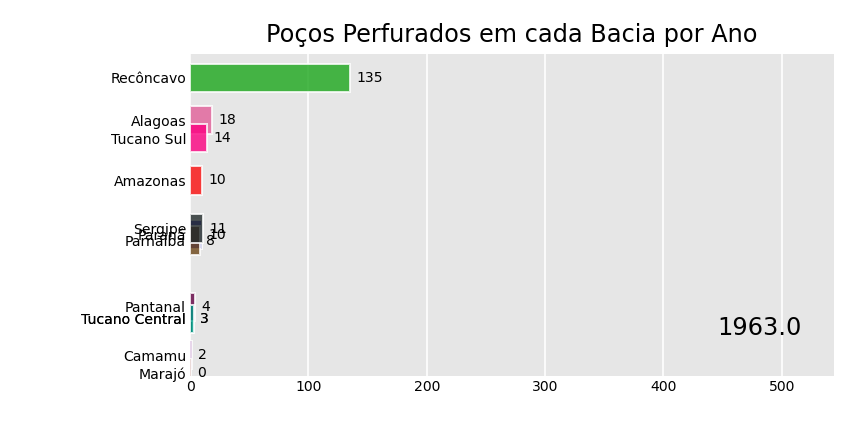 Poços Perfurados em cada Bacia por Ano
Recôncavo 135
Alagoas 18
Tucano Sul 14
Amazonas 10
Sergipe 11
Paraná 10
Parnaíba 8
Pantanal 4
Tucano Central 3
1963.0
Camamu 2
Marajó 0
0 100 200 300 400 500